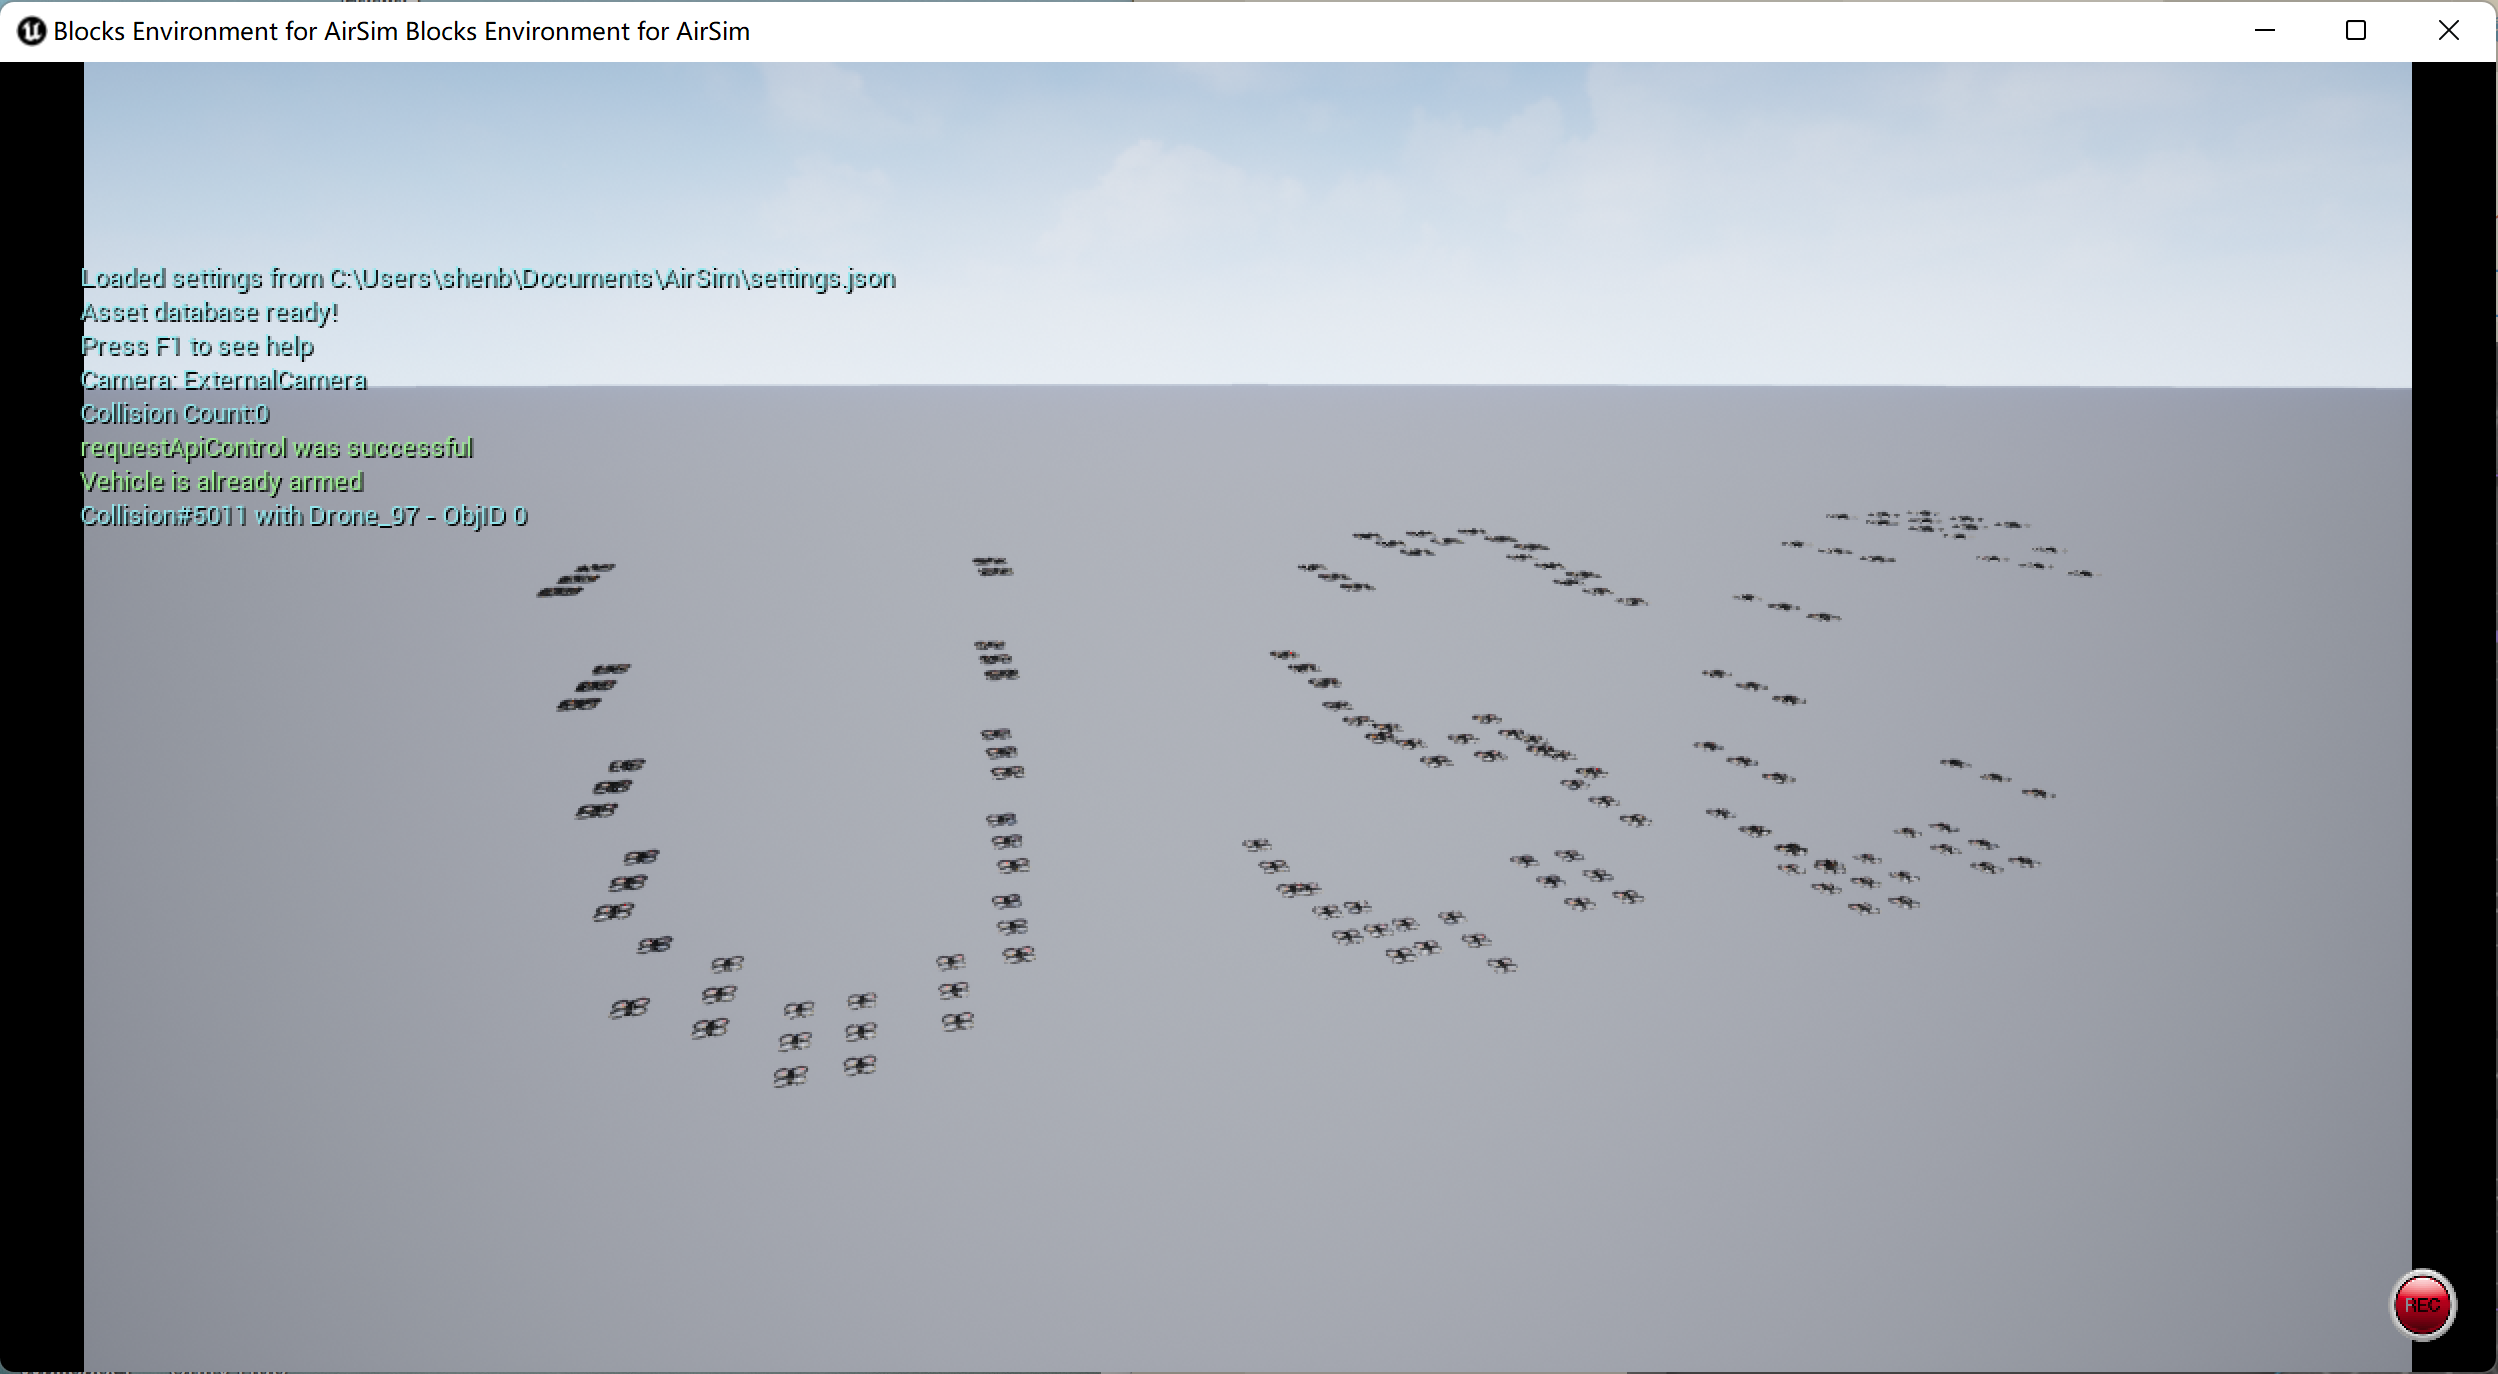 Blocks Environment for AirSim Blocks Environment for AirSim
Loaded settings from C:\Users\shenb\Documents\AirSim\settings.json
Asset database ready!
Press F1 to see help
Camera: ExternalCamera
Collision Count:0
requestApiControl was successful
Vehicle is already armed
Collision#5011 with Drone_97 - ObjID 0
USC
REC